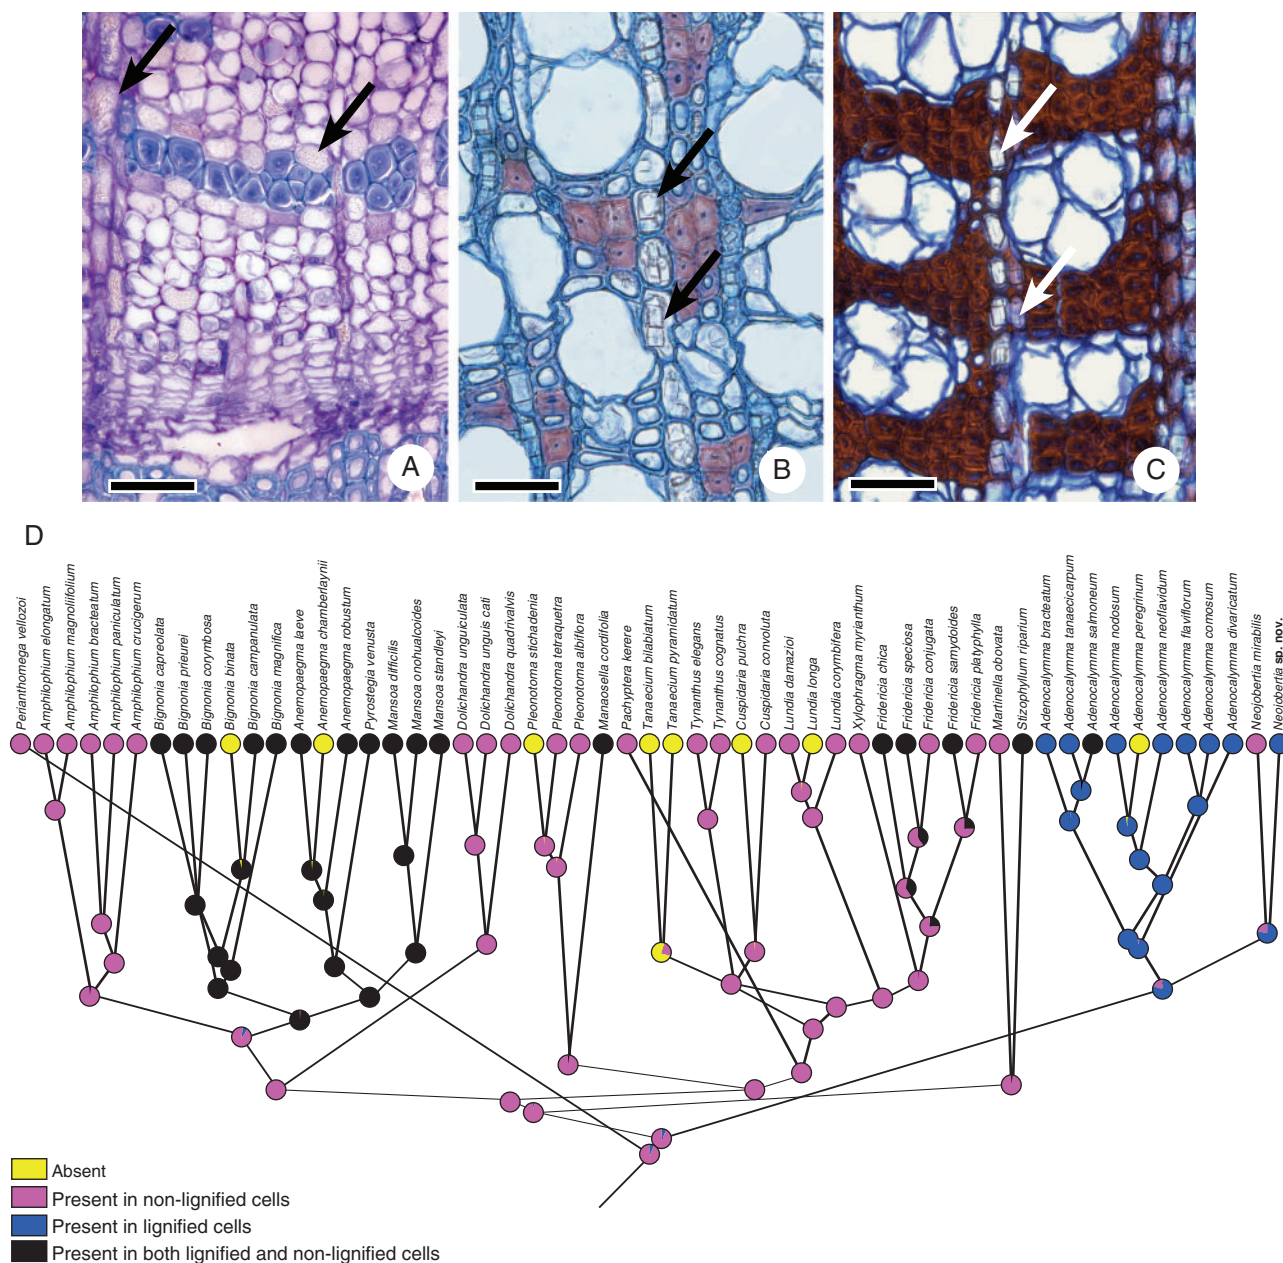 A
B
C
D
Perianthomega vellozoi
Amphilophium elongatum
Amphilophium magnoliifolium
Amphilophium bracteatum
Amphilophium paniculatum
Amphilophium crucigerum
Bignonia capreolata
Bignonia prieurei
Bignonia corymbosa
Bignonia binata
Bignonia campanulata
Bignonia magnifica
Anemopaegma laeve
Anemopaegma chamberlaynii
Anemopaegma robustum
Pyrostegia venusta
Mansoa difficilis
Mansoa onohualcoides
Mansoa standleyi
Dolichandra unguiculata
Dolichandra unguis cati
Dolichandra quadrivalvis
Pleonotoma stichadenia
Pleonotoma tetraquetra
Pleonotoma albiflora
Manaosella cordifolia
Pachyptera kerere
Tanaecium bilabiatum
Tanaecium pyramidatum
Tynanthus elegans
Tynanthus cognatus
Cuspidaria pulchra
Cuspidaria convoluta
Lundia damazioi
Lundia longa
Lundia corymbifera
Xylophragma myrianthum
Fridericia chica
Fridericia speciosa
Fridericia conjugata
Fridericia samydoides
Fridericia platyphylla
Martinella obovata
Stizophyllum riparium
Adenocalymma bracteatum
Adenocalymma tanaeciicarpum
Adenocalymma salmoneum
Adenocalymma nodosum
Adenocalymma peregrinum
Adenocalymma neoflavidum
Adenocalymma flaviflorum
Adenocalymma comosum
Adenocalymma divaricatum
Neojobertia mirabilis
Neojobertia sp. nov.
Absent
Present in non-lignified cells
Present in lignified cells
Present in both lignified and non-lignified cells